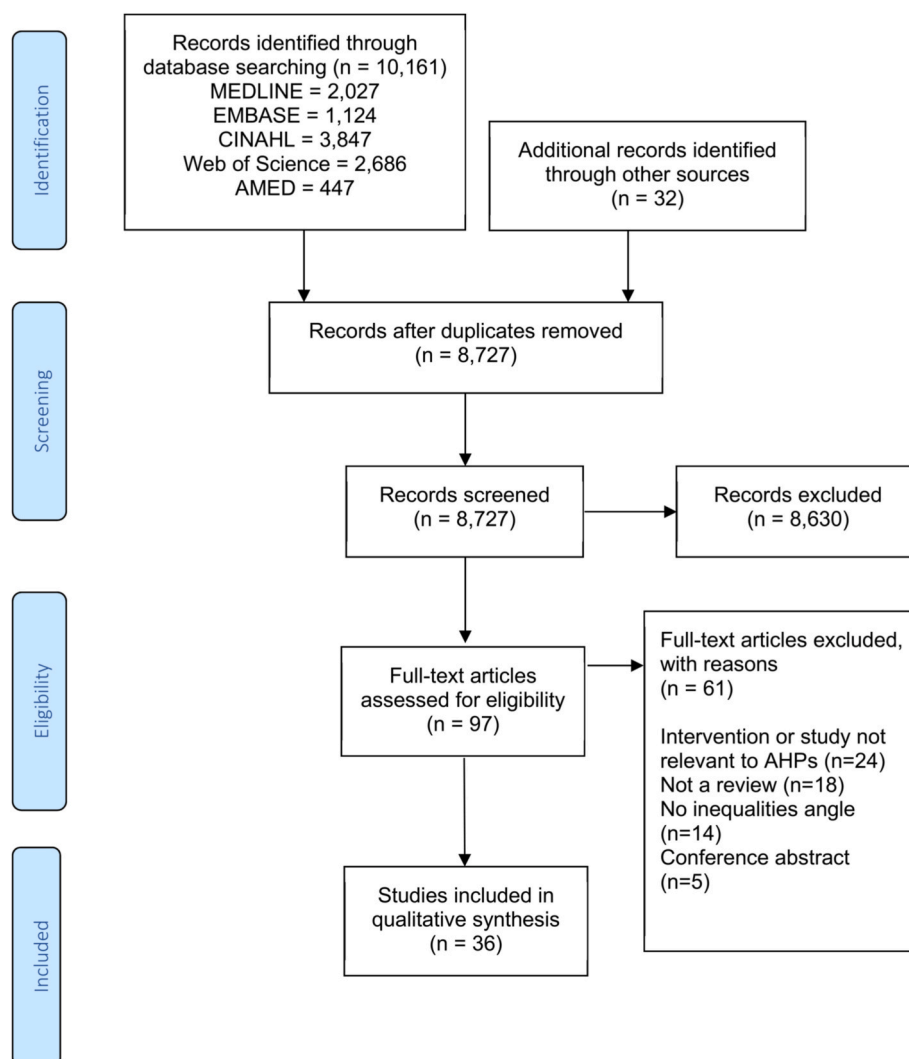 Identification
Records identified through
database searching (n = 10,161)
MEDLINE = 2,027
EMBASE = 1,124
CINAHL = 3,847
Web of Science = 2,686
AMED = 447
Additional records identified
through other sources
(n = 32)
Screening
Records after duplicates removed
(n = 8,727)
Records screened
(n = 8,727)
Records excluded
(n = 8,630)
Eligibility
Full-text articles
assessed for eligibility
(n = 97)
Full-text articles excluded,
with reasons
(n = 61)
Intervention or study not
relevant to AHPs (n=24)
Not a review (n=18)
No inequalities angle
(n=14)
Conference abstract
(n=5)
Included
Studies included in
qualitative synthesis
(n = 36)